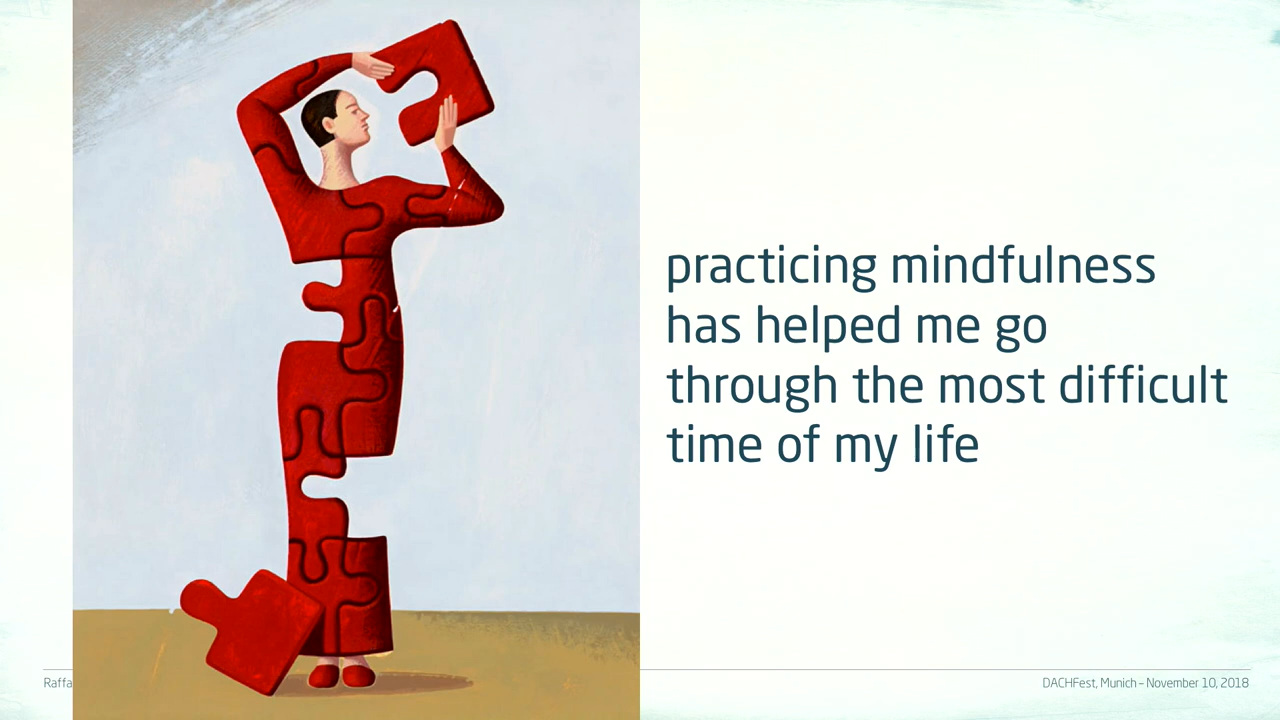 practicing mindfulness
has helped me go
through the most difficult
time of my life
Raffa
DACHFest, Munich – November 10, 2018